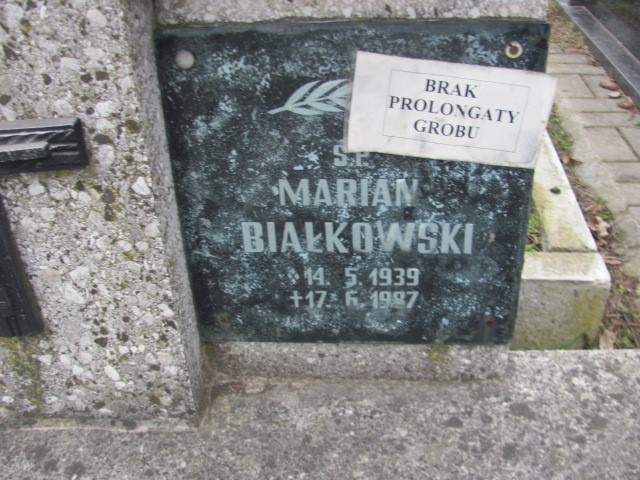 BRAK
PROLONGATY
GROBU
Ś.P.
MARIAN
BIAŁKOWSKI
* 14. 5. 1939
+ 17. 6. 1987